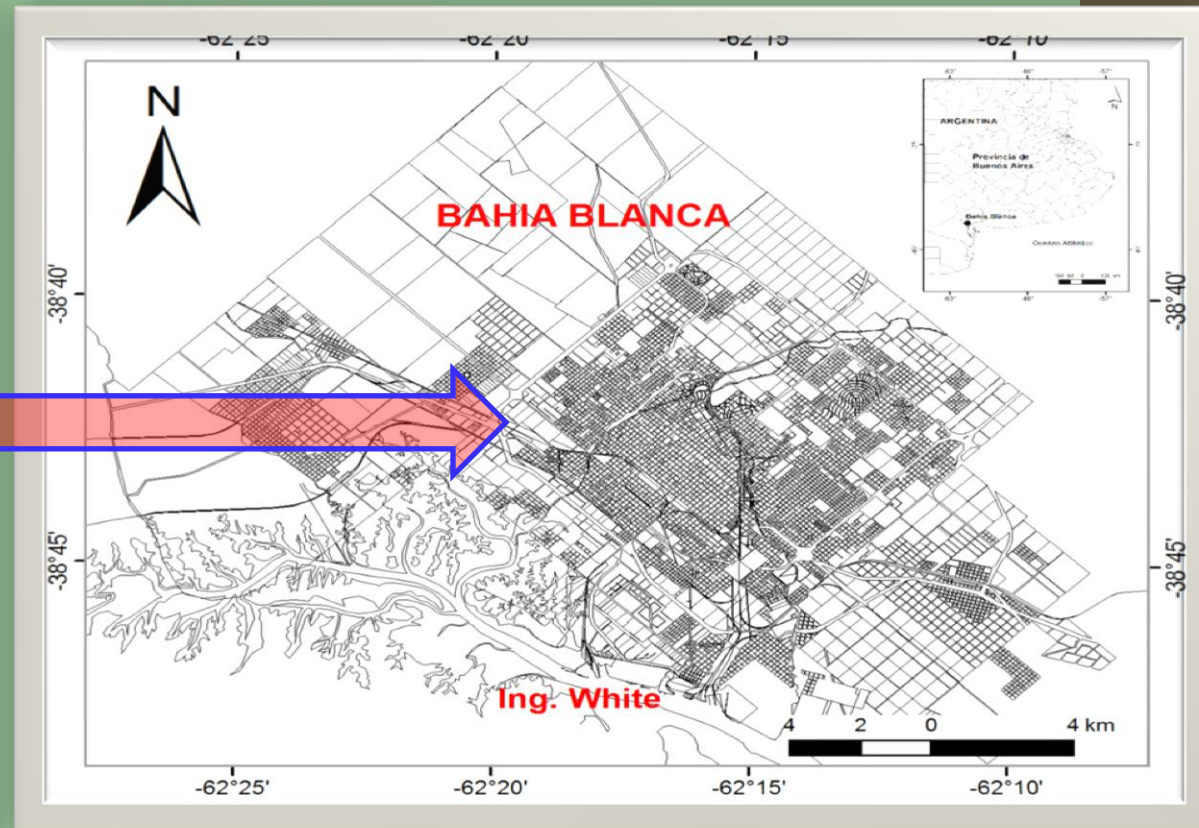 -62°25' -62°20' -62°15' -62°10'
N
BAHIA BLANCA
ARGENTINA
Provincia de
Buenos Aires
Bahía Blanca
Océano Atlántico
-38°40' -38°40'
-38°45' -38°45'
Ing. White
4 2 0 4 km
-62°25' -62°20' -62°15' -62°10'